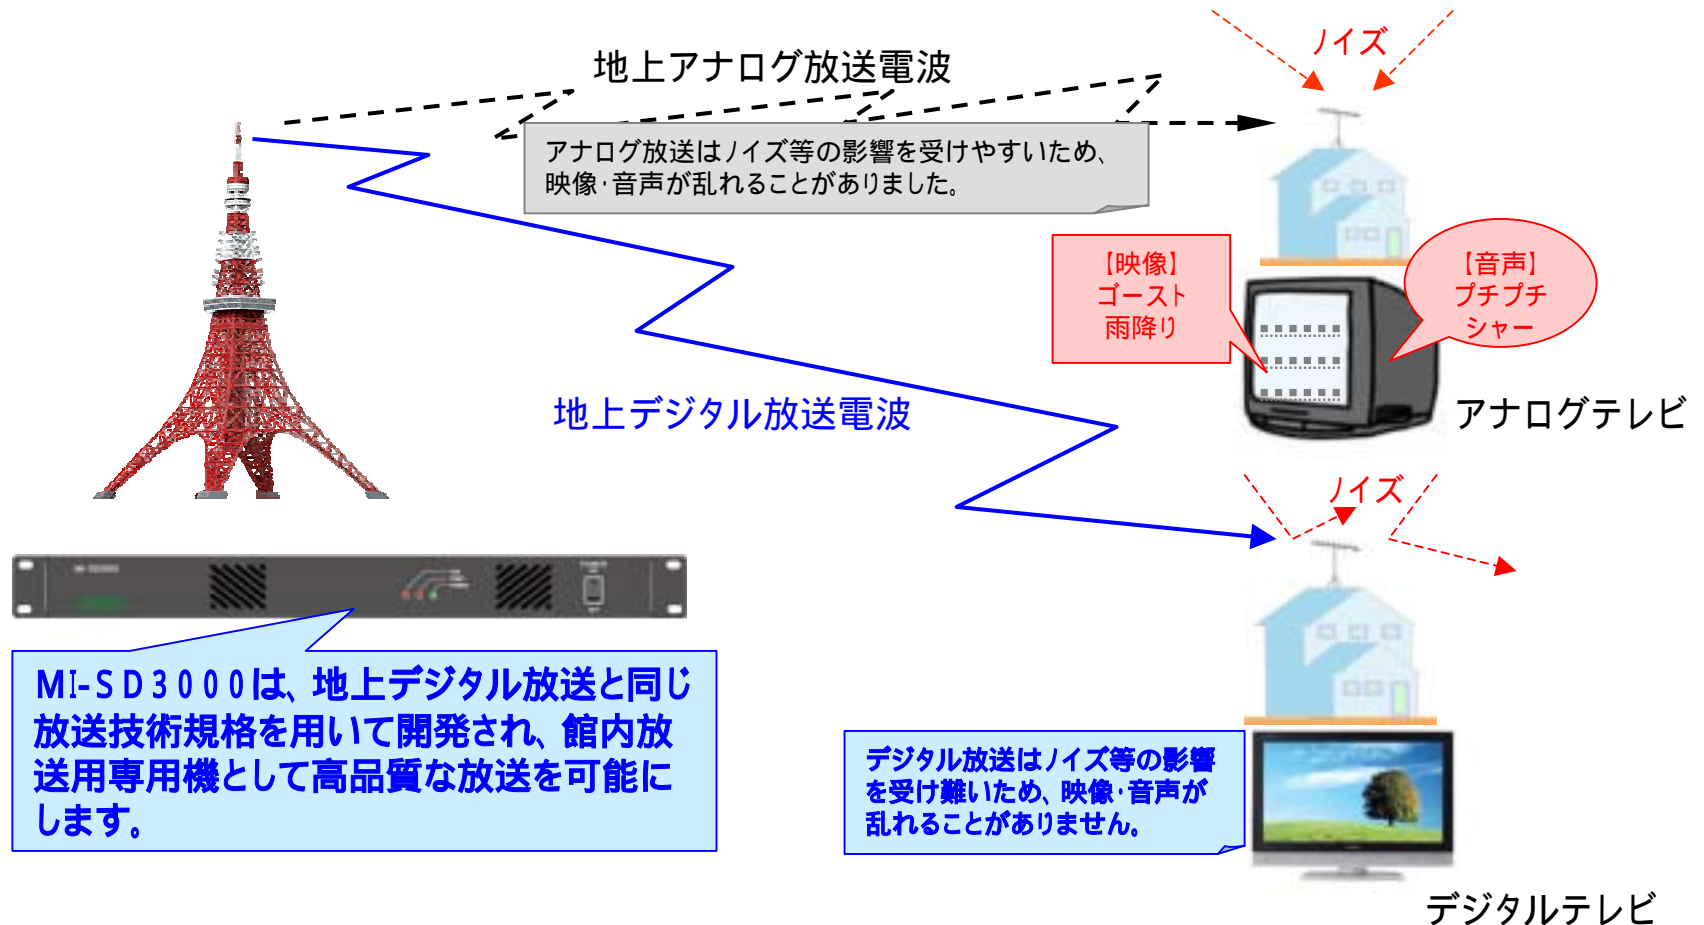 ノイズ
地上アナログ放送電波
アナログ放送はノイズ等の影響を受けやすいため、
映像・音声が乱れることがありました。
【映像】
ゴースト
雨降り
【音声】
プチプチ
シャー
アナログテレビ
地上デジタル放送電波
ノイズ
MI-SD3000は、地上デジタル放送と同じ
放送技術規格を用いて開発され、館内放
送用専用機として高品質な放送を可能に
します。
デジタル放送はノイズ等の影響
を受け難いため、映像・音声が
乱れることがありません。
デジタルテレビ